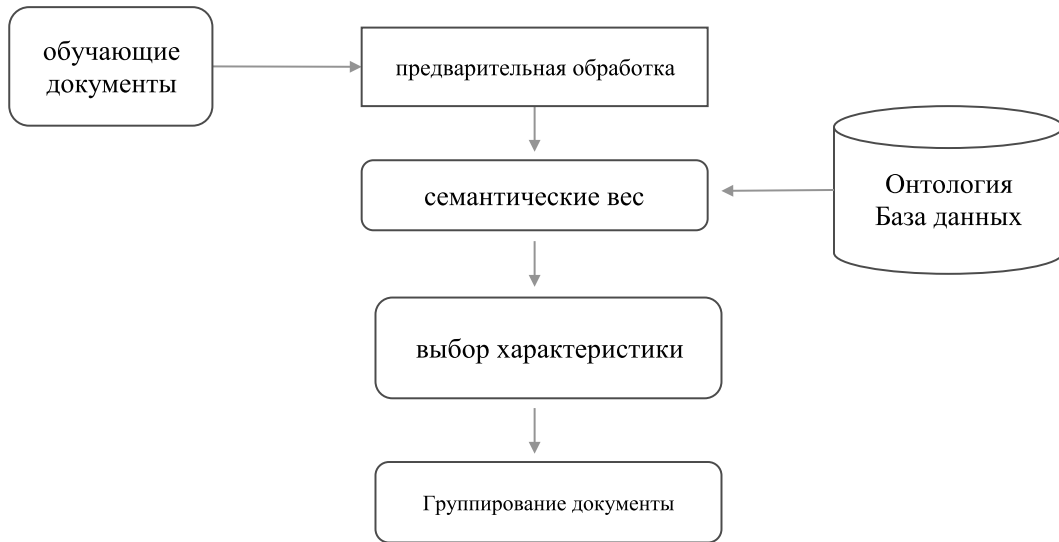 обучающие
документы
предварительная обработка
семантические вес
Онтология
База данных
выбор характеристики
Группирование документы